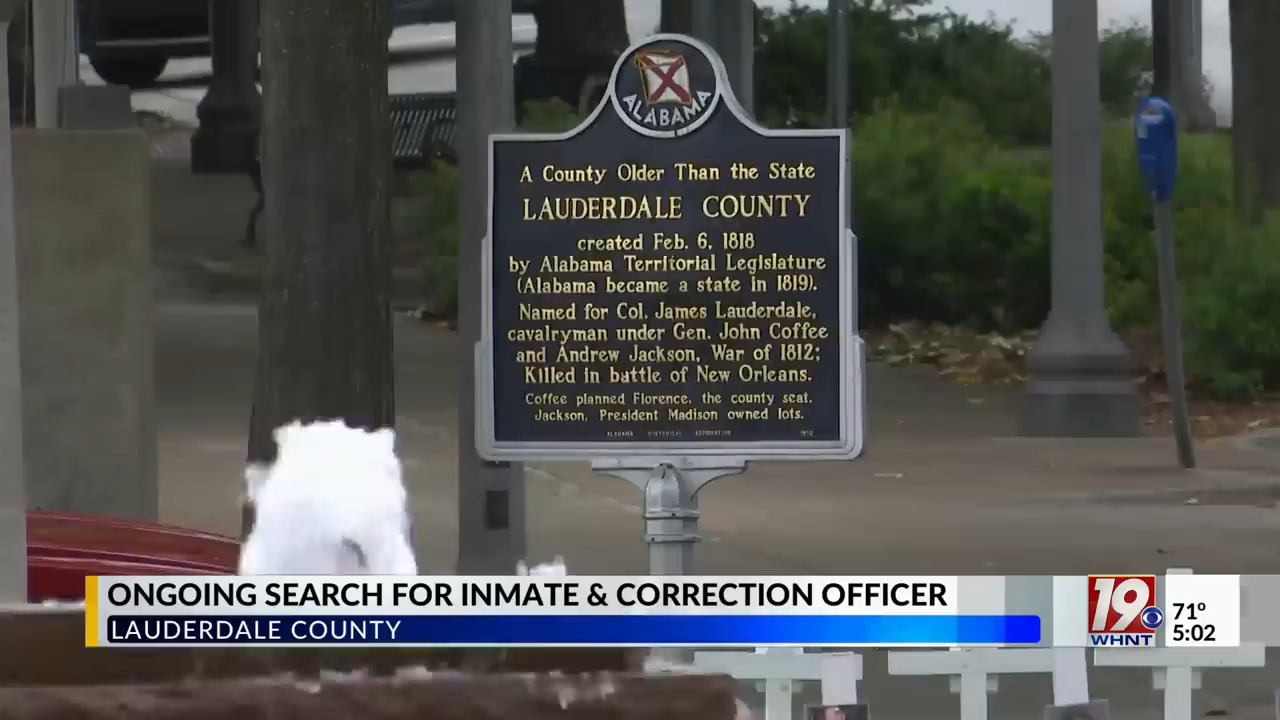 ALABAMA
A County Older Than the State
LAUDERDALE COUNTY
created Feb. 6, 1818
by Alabama Territorial Legislature
(Alabama became a state in 1819).
Named for Col. James Lauderdale,
cavalryman under Gen. John Coffee
and Andrew Jackson, War of 1812;
Killed in battle of New Orleans.
Coffee planned Florence, the county seat.
Jackson, President Madison owned lots.
ALABAMA HISTORICAL ASSOCIATION
ONGOING SEARCH FOR INMATE & CORRECTION OFFICER
LAUDERDALE COUNTY
19
WHNT
71°
5:02